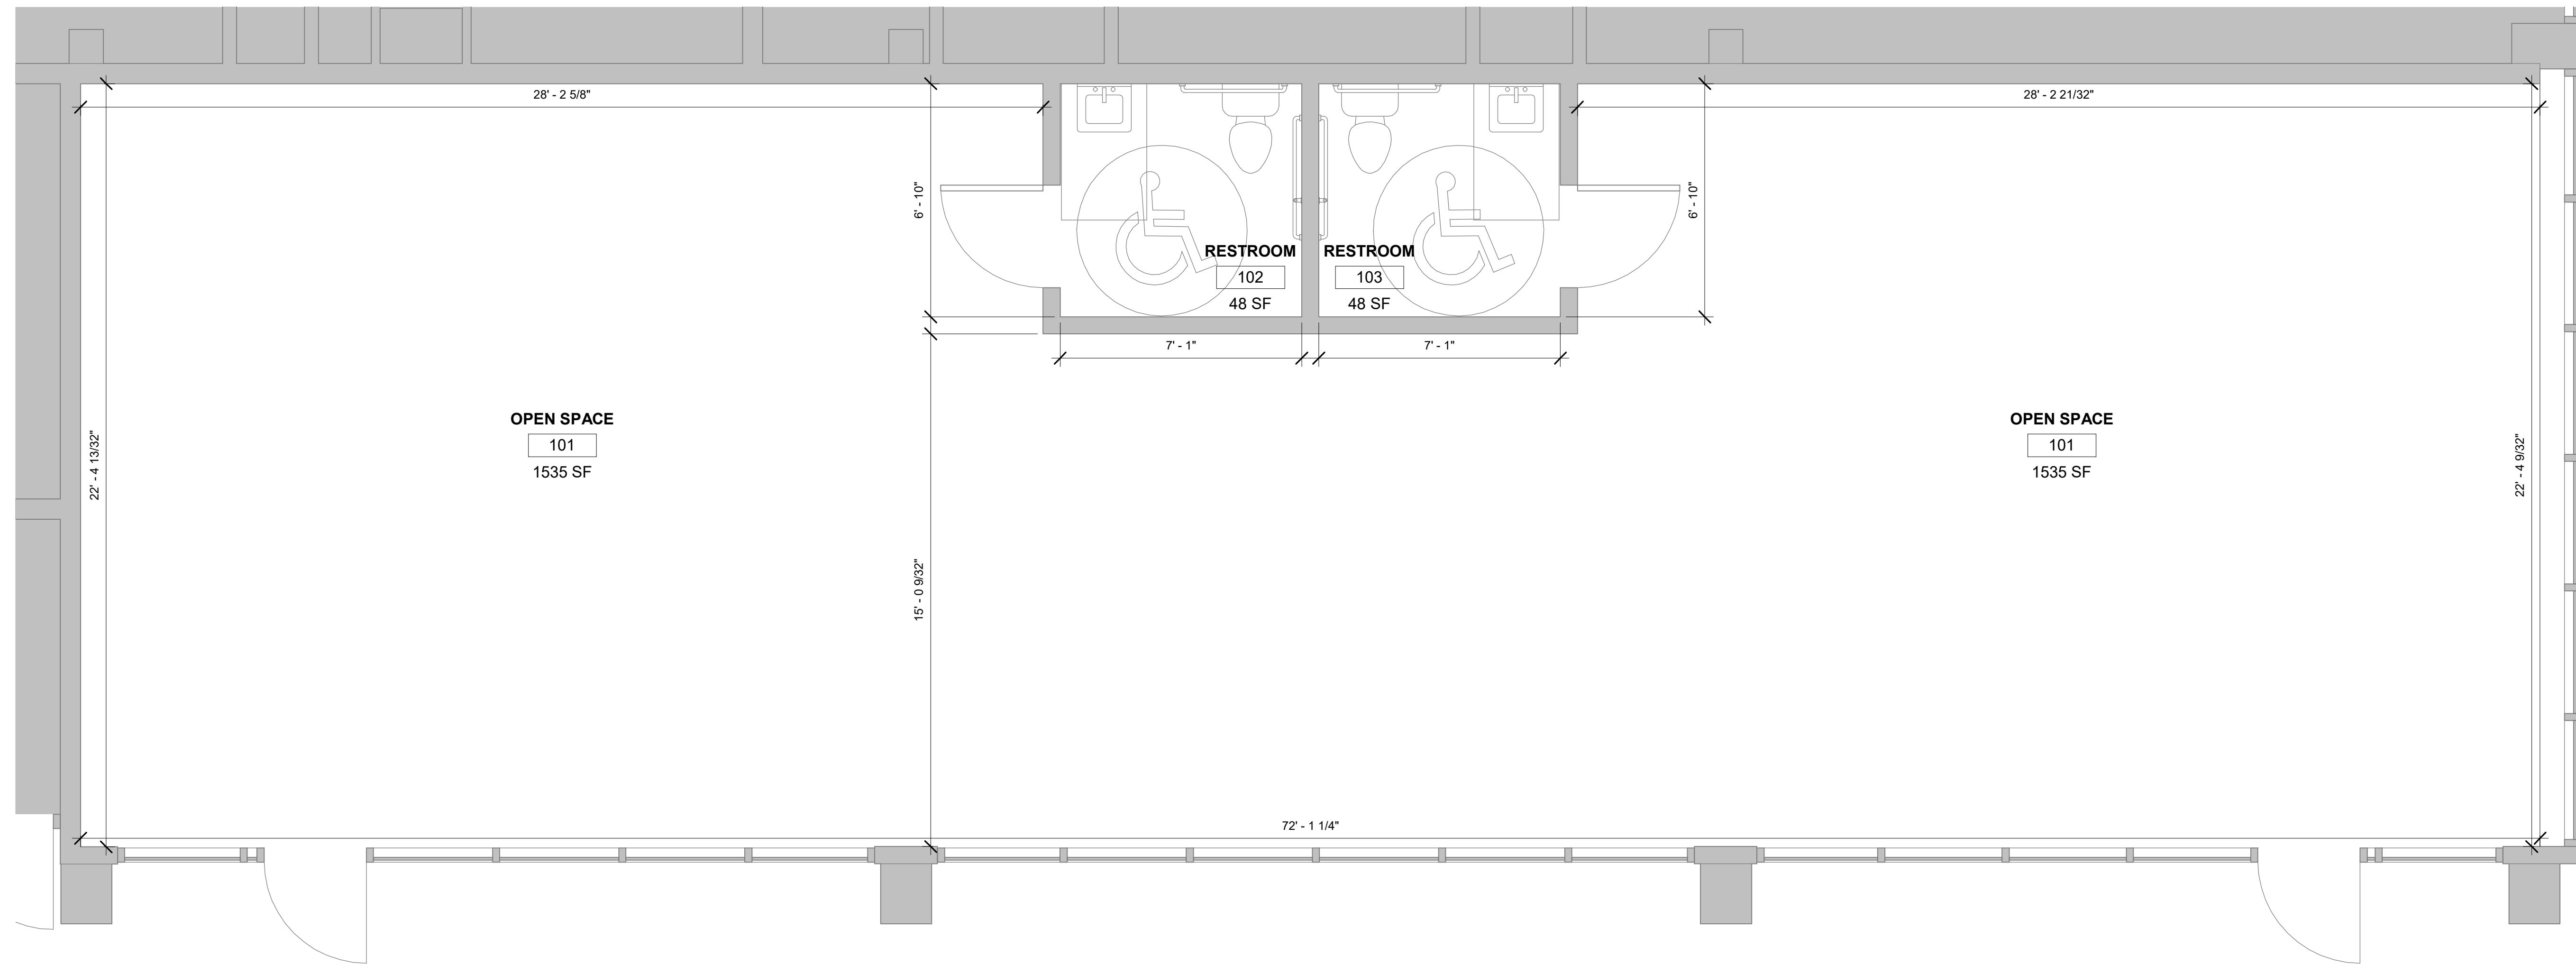 28' - 2 5/8"
28' - 2 21/32"
6' - 10"
6' - 10"
RESTROOM
102
48 SF
RESTROOM
103
48 SF
7' - 1"
7' - 1"
OPEN SPACE
101
1535 SF
OPEN SPACE
101
1535 SF
22' - 4 13/32"
22' - 4 9/32"
15' - 0 9/32"
72' - 1 1/4"